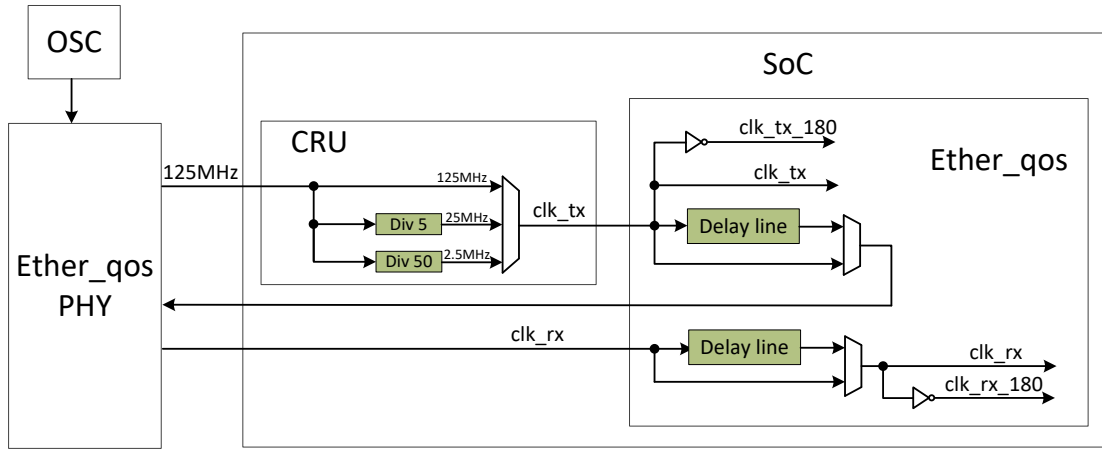 OSC
SoC
CRU
Ether_qos
Ether_qos
PHY
125MHz
125MHz
Div 5
25MHz
Div 50
2.5MHz
clk_tx
clk_tx_180
clk_tx
Delay line
clk_rx
Delay line
clk_rx
clk_rx_180